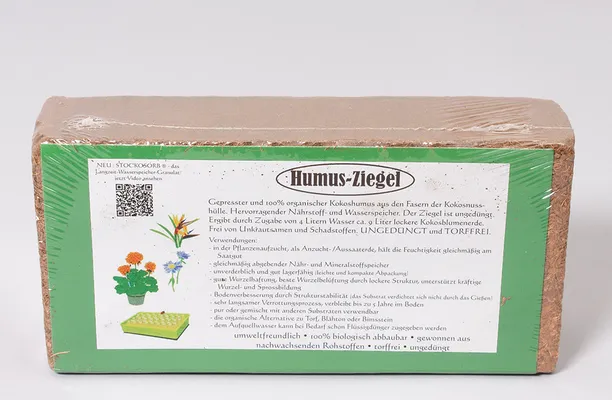 NEU : STOCKOSORB ® - das
Langzeit-Wasserspeicher-Granulat:
jetzt Video ansehen
Humus-Ziegel
Gepresster und 100% organischer Kokoshumus aus den Fasern der Kokosnuss-
hülle. Hervorragender Nährstoff- und Wasserspeicher. Der Ziegel ist ungedüngt.
Ergibt durch Zugabe von 4 Litern Wasser ca. 9 Liter lockere Kokosblumenerde.
Frei von Unkrautsamen und Schadstoffen, UNGEDÜNGT und TORFFREI.
Verwendungen:
- in der Pflanzenaufzucht, als Anzucht- /Aussaaterde, hält die Feuchtigkeit gleichmäßig am
Saatgut
- gleichmäßig abgebender Nähr- und Mineralstoffspeicher
- unverderblich und gut lagerfähig (leichte und kompakte Abpackung)
- gute Wurzelhaftung, beste Wurzelbelüftung durch lockere Struktur, unterstützt kräftige
Wurzel- und Sprossbildung
- Bodenverbesserung durch Strukturstabilität (das Substrat verdichtet sich nicht durch das Gießen)
- sehr langsamer Verrottungsprozess, verbleibt bis zu 5 Jahre im Boden
- pur oder gemischt mit anderen Substraten verwendbar
- die organische Alternative zu Torf, Blähton oder Bimsstein
- dem Aufquellwasser kann bei Bedarf schon Flüssigdünger zugegeben werden
umweltfreundlich • 100% biologisch abbaubar • gewonnen aus
nachwachsenden Rohstoffen • torffrei • ungedüngt